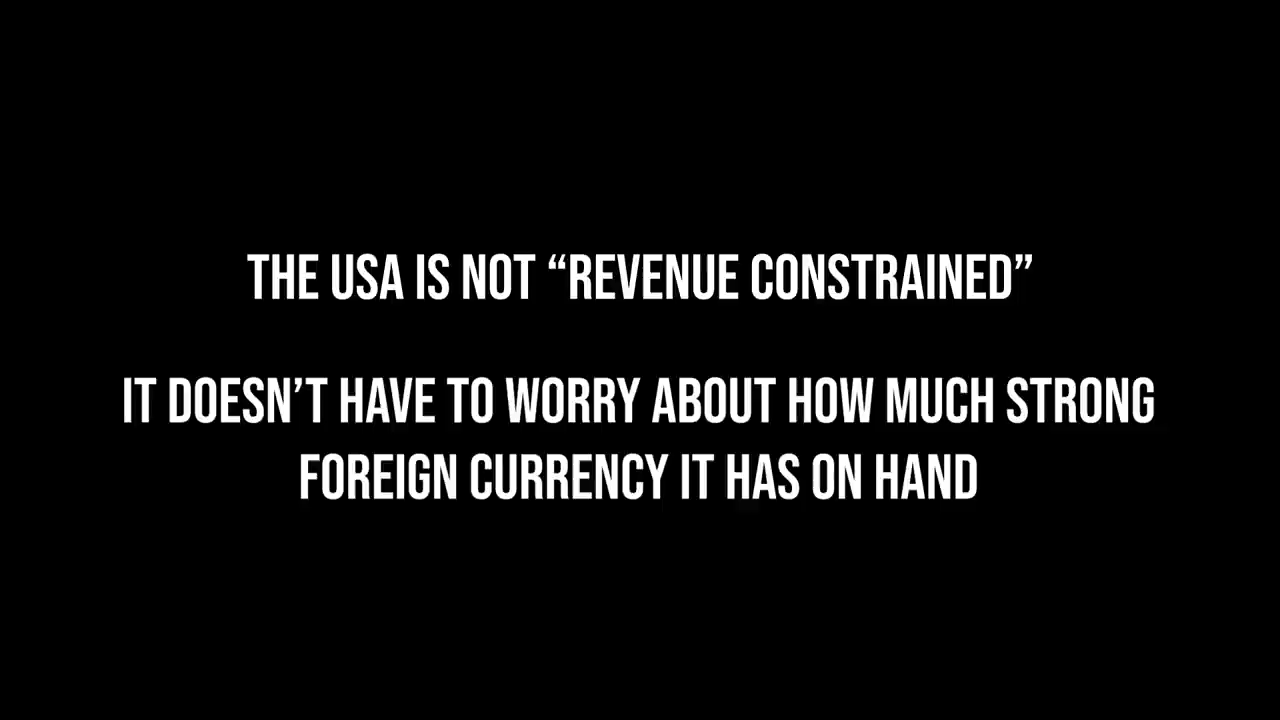 THE USA IS NOT “REVENUE CONSTRAINED”
IT DOESN’T HAVE TO WORRY ABOUT HOW MUCH STRONG
FOREIGN CURRENCY IT HAS ON HAND